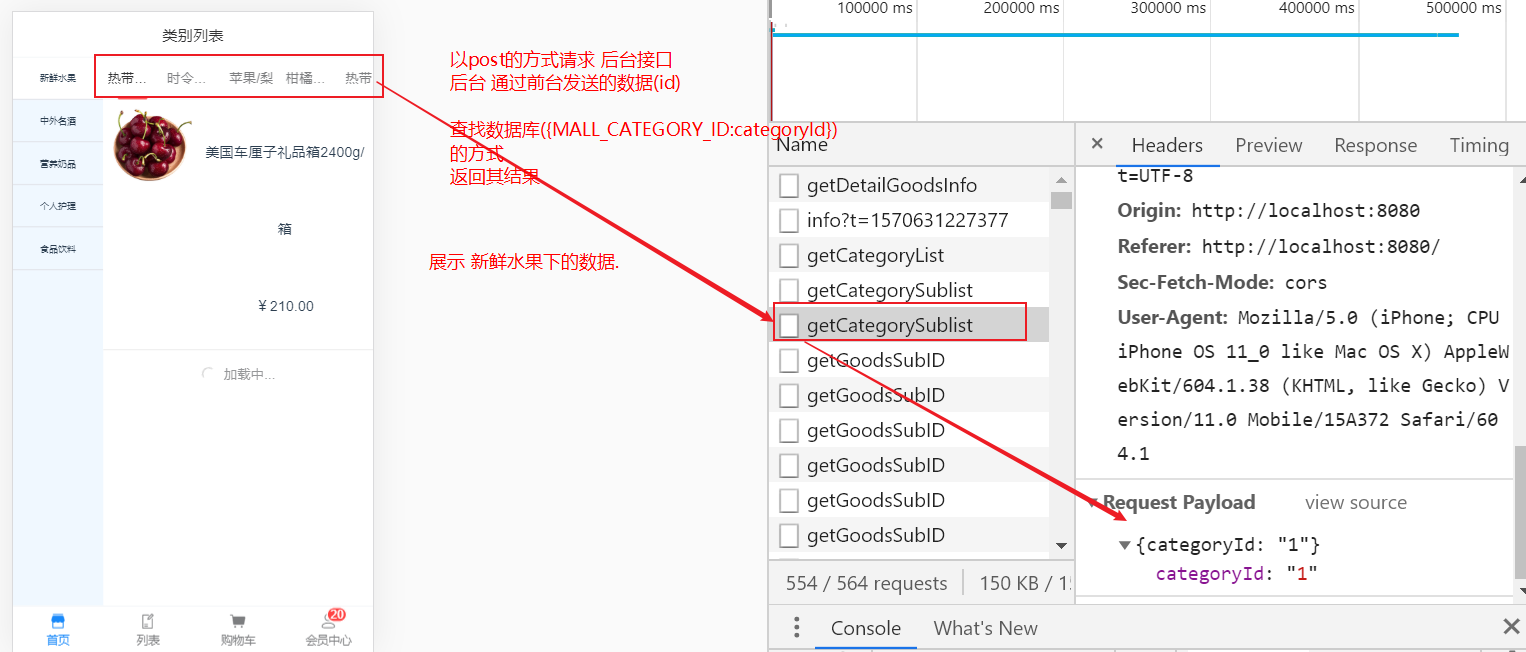 类别列表
新鲜水果
热带...
时令...
苹果/梨
柑橘...
热带
中外名酒
营养奶品
个人护理
食品饮料
美国车厘子礼品箱2400g/
箱
￥210.00
加载中...
首页
列表
购物车
20
会员中心
以post的方式请求 后台接口
后台 通过前台发送的数据(id)
查找数据库({MALL_CATEGORY_ID:categoryId})
的方式
返回其结果
展示 新鲜水果下的数据.
100000 ms
200000 ms
300000 ms
400000 ms
500000 ms
Name
getDetailGoodsInfo
info?t=1570631227377
getCategoryList
getCategorySublist
getCategorySublist
getGoodsSubID
getGoodsSubID
getGoodsSubID
getGoodsSubID
getGoodsSubID
getGoodsSubID
554 / 564 requests
150 KB / 1
× Headers Preview Response Timing
t=UTF-8
Origin: http://localhost:8080
Referer: http://localhost:8080/
Sec-Fetch-Mode: cors
User-Agent: Mozilla/5.0 (iPhone; CPU
iPhone OS 11_0 like Mac OS X) AppleW
ebKit/604.1.38 (KHTML, like Gecko) V
ersion/11.0 Mobile/15A372 Safari/60
4.1
Request Payload view source
{categoryId: "1"}
categoryId: "1"
Console What's New